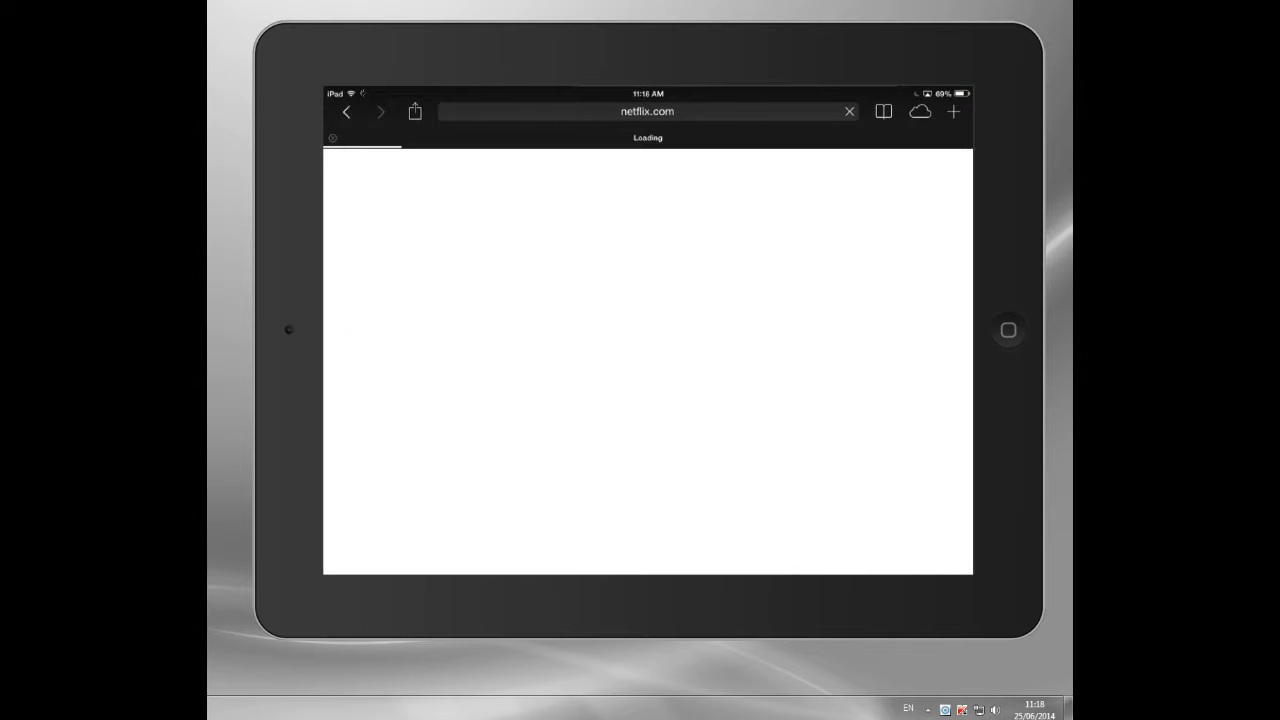 iPad 11:18 AM 69%
netflix.com
Loading
EN 11:18
25/06/2014